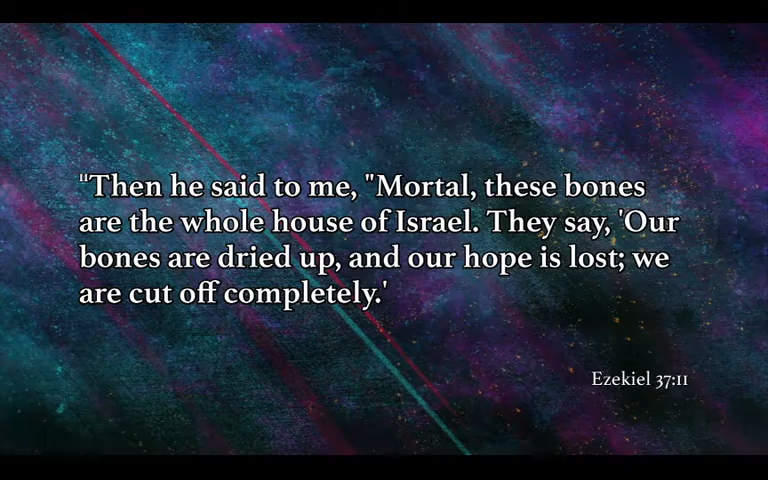 ¹¹Then he said to me, "Mortal, these bones
are the whole house of Israel. They say, 'Our
bones are dried up, and our hope is lost; we
are cut off completely.'
Ezekiel 37:11